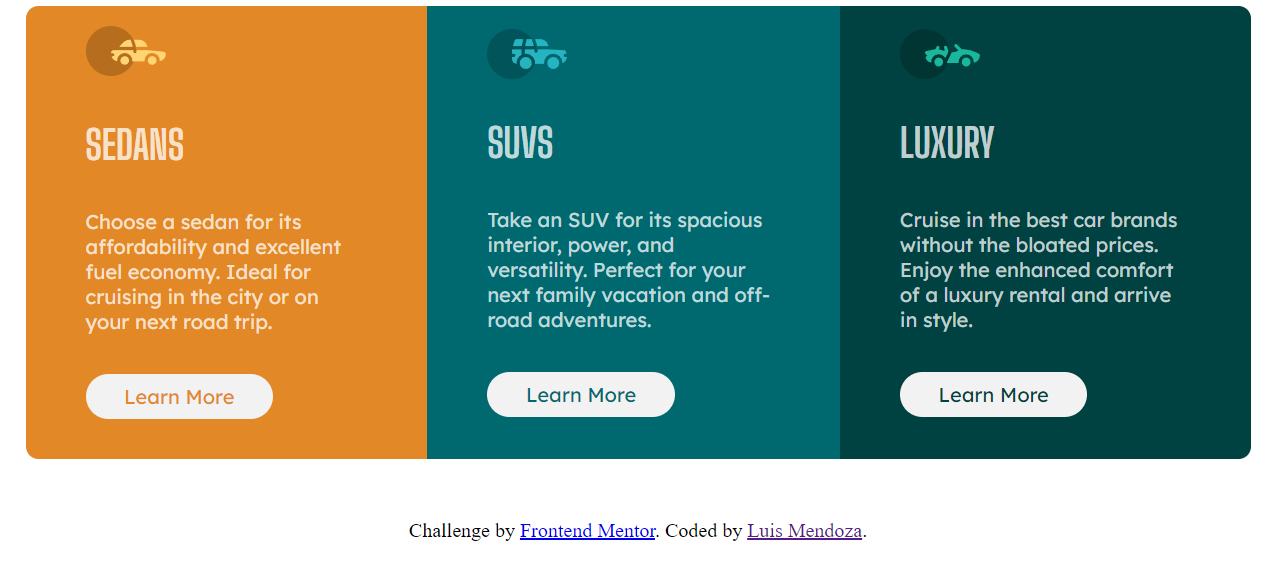 SEDANS
Choose a sedan for its
affordability and excellent
fuel economy. Ideal for
cruising in the city or on
your next road trip.
Learn More
SUVS
Take an SUV for its spacious
interior, power, and
versatility. Perfect for your
next family vacation and off-
road adventures.
Learn More
LUXURY
Cruise in the best car brands
without the bloated prices.
Enjoy the enhanced comfort
of a luxury rental and arrive
in style.
Learn More
Challenge by Frontend Mentor. Coded by Luis Mendoza.